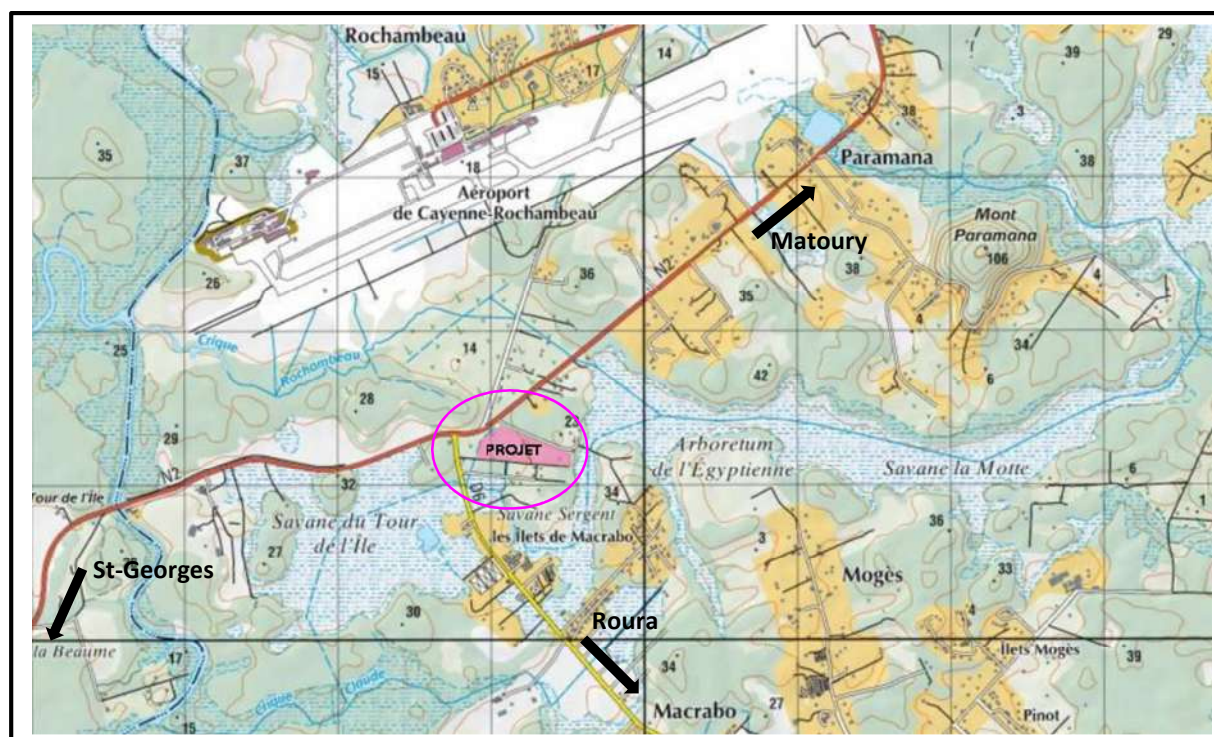 Rochambeau
14
39
29
15
17
38
3
35
37
18
Paramana
38
Aéroport
de Cayenne-Rochambeau
Matoury
Mont
Paramana
106
26
36
N2
38
4
35
25
Crique
Rochambeau
14
4
34
6
42
28
23
29
PROJET
Arboretum
de l'Égyptienne
Savane la Motte
6
N2
32
D6
34
1
Tour de l'Île
Savane du Tour
de l'Île
Savane Sergent
les Îlets de Macrabo
36
3
27
St-Georges
Mogès
33
30
4
Roura
la Béaume
17
34
Îlets Mogès
39
Crique Claude
Macrabo
27
Pinot
15